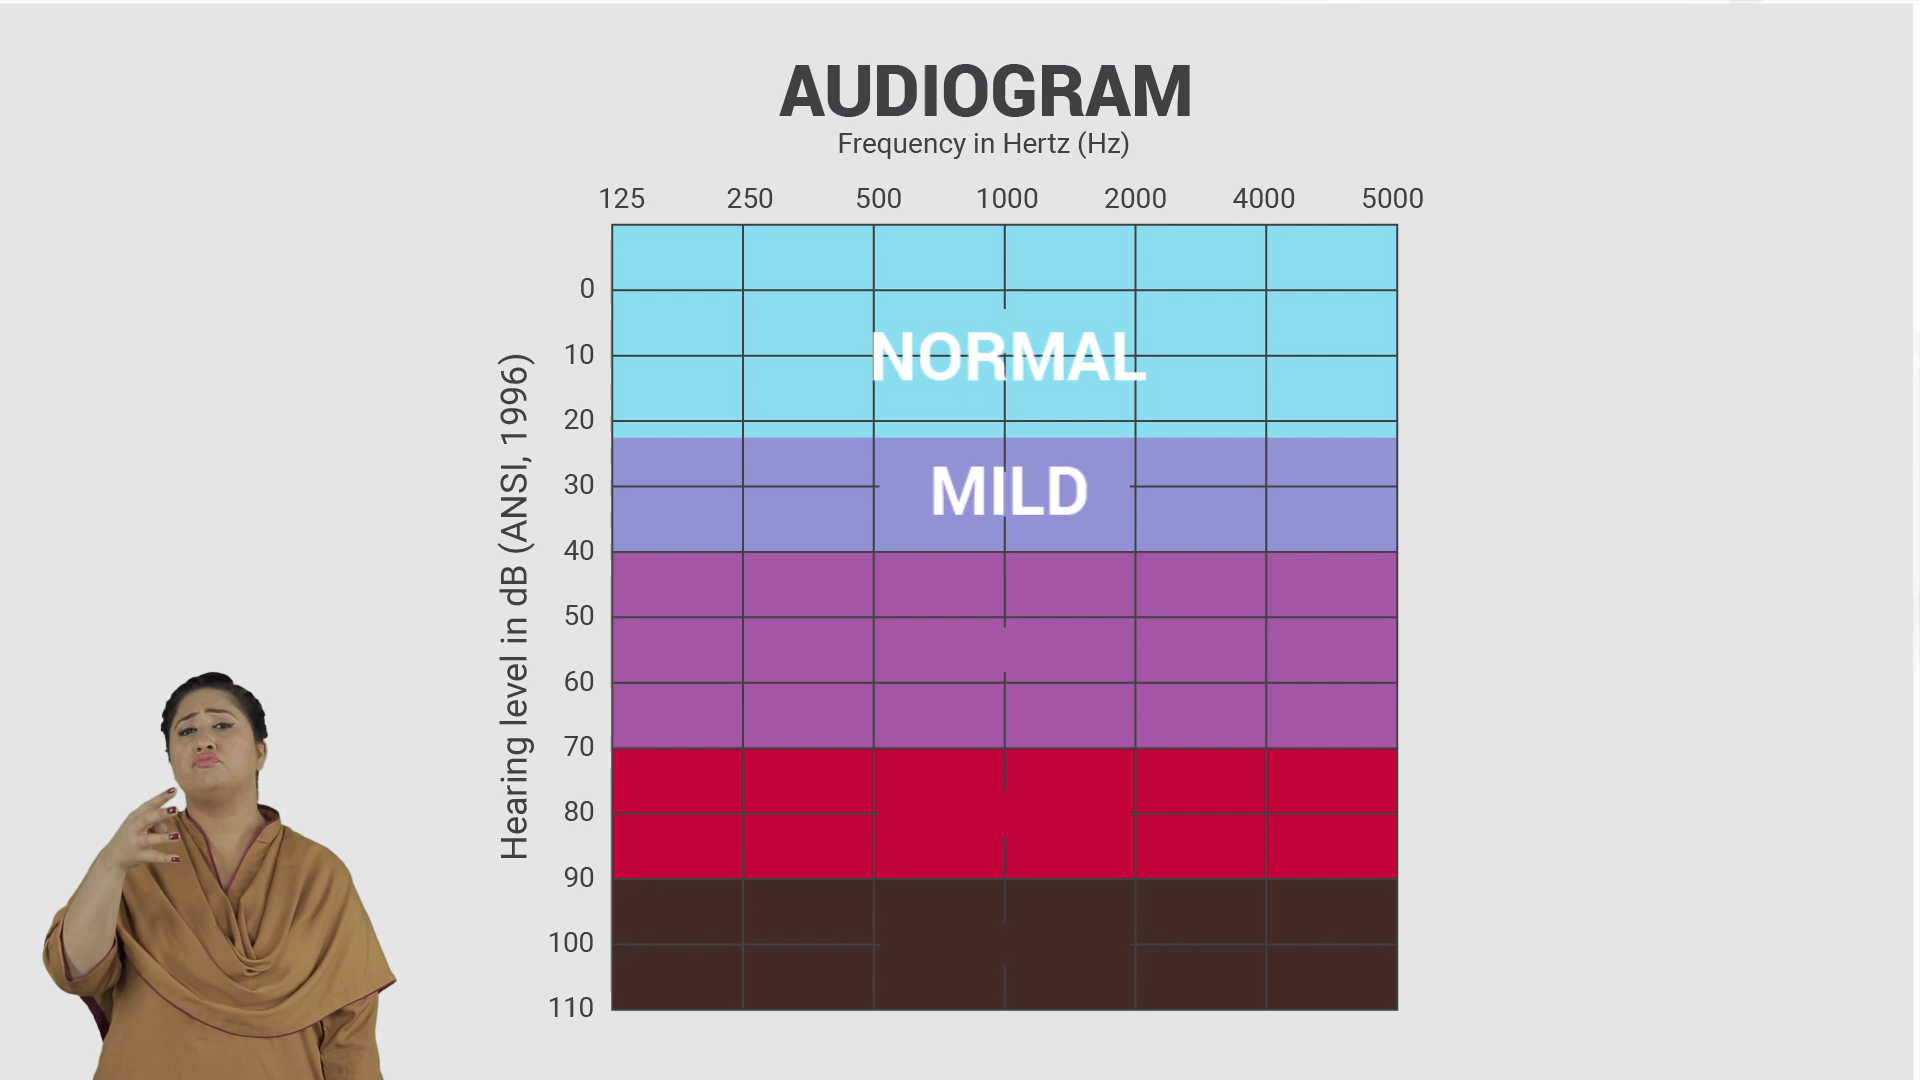 AUDIOGRAM
Frequency in Hertz (Hz)
125 250 500 1000 2000 4000 5000
Hearing level in dB (ANSI, 1996)
0
10
NORMAL
20
30
MILD
40
50
60
70
80
90
100
110